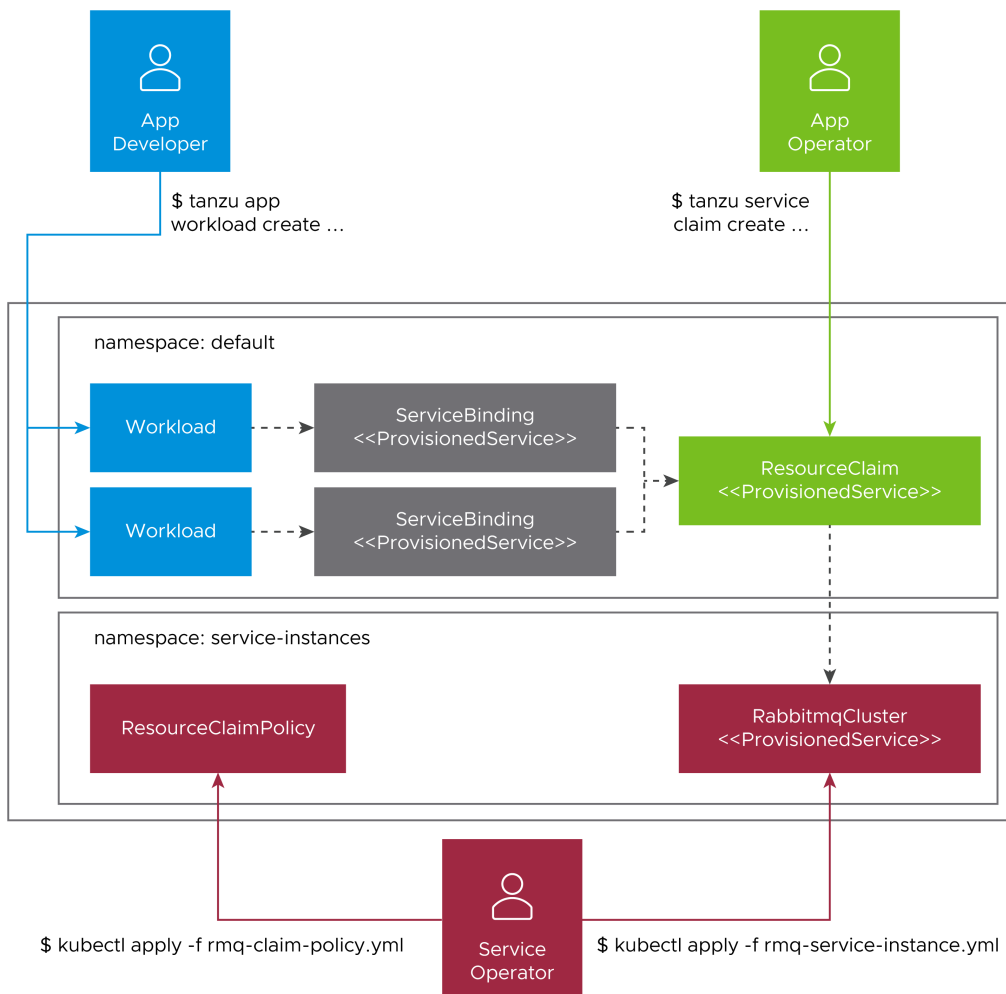 App
Developer
App
Operator
$ tanzu app
workload create ...
$ tanzu service
claim create ...
namespace: default
Workload
ServiceBinding
<<ProvisionedService>>
ResourceClaim
<<ProvisionedService>>
Workload
ServiceBinding
<<ProvisionedService>>
namespace: service-instances
ResourceClaimPolicy
RabbitmqCluster
<<ProvisionedService>>
$ kubectl apply -f rmq-claim-policy.yml
Service
Operator
$ kubectl apply -f rmq-service-instance.yml